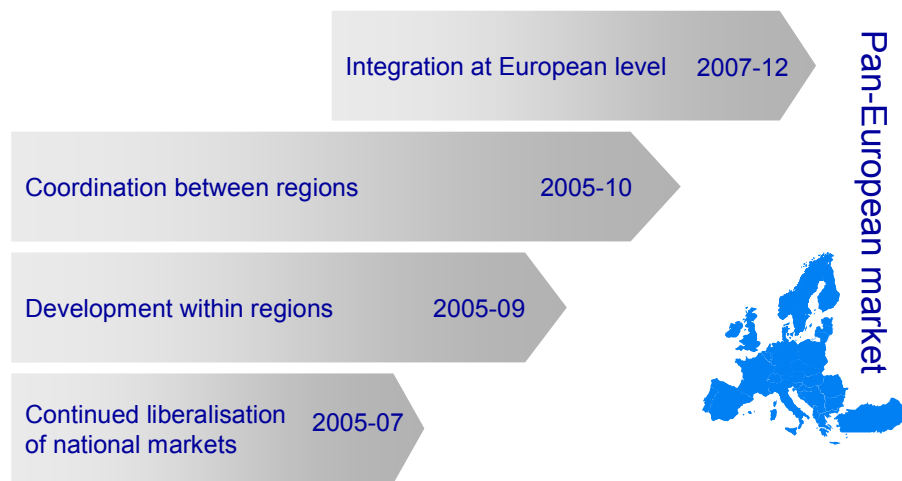 Integration at European level 2007-12
Coordination between regions 2005-10
Development within regions 2005-09
Continued liberalisation
of national markets 2005-07
Pan-European market